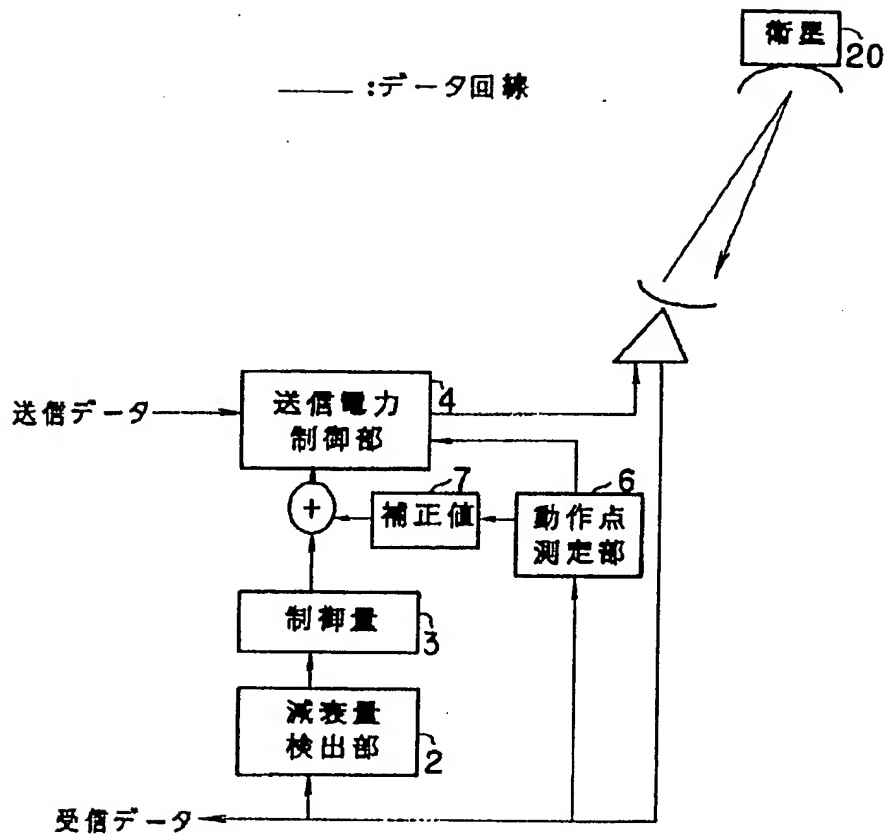 衛星
20
:データ回線
送信データ
送信電力
制御部
4
+
7
補正値
6
動作点
測定部
制御量
3
減衰量
検出部
2
受信データ